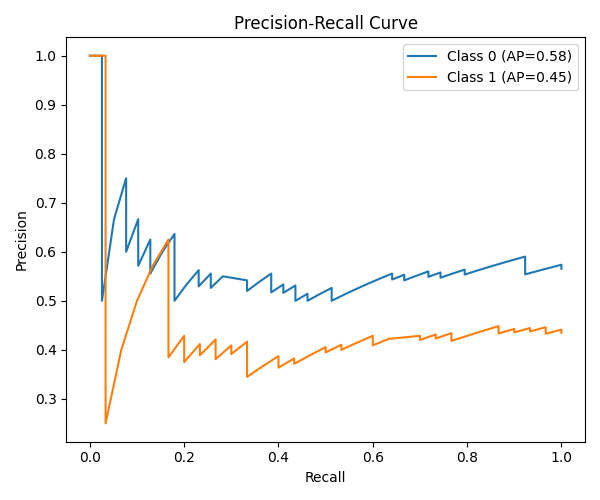 Precision-Recall Curve
Class 0 (AP=0.58)
Class 1 (AP=0.45)
Precision
1.0
0.9
0.8
0.7
0.6
0.5
0.4
0.3
0.0 0.2 0.4 0.6 0.8 1.0
Recall